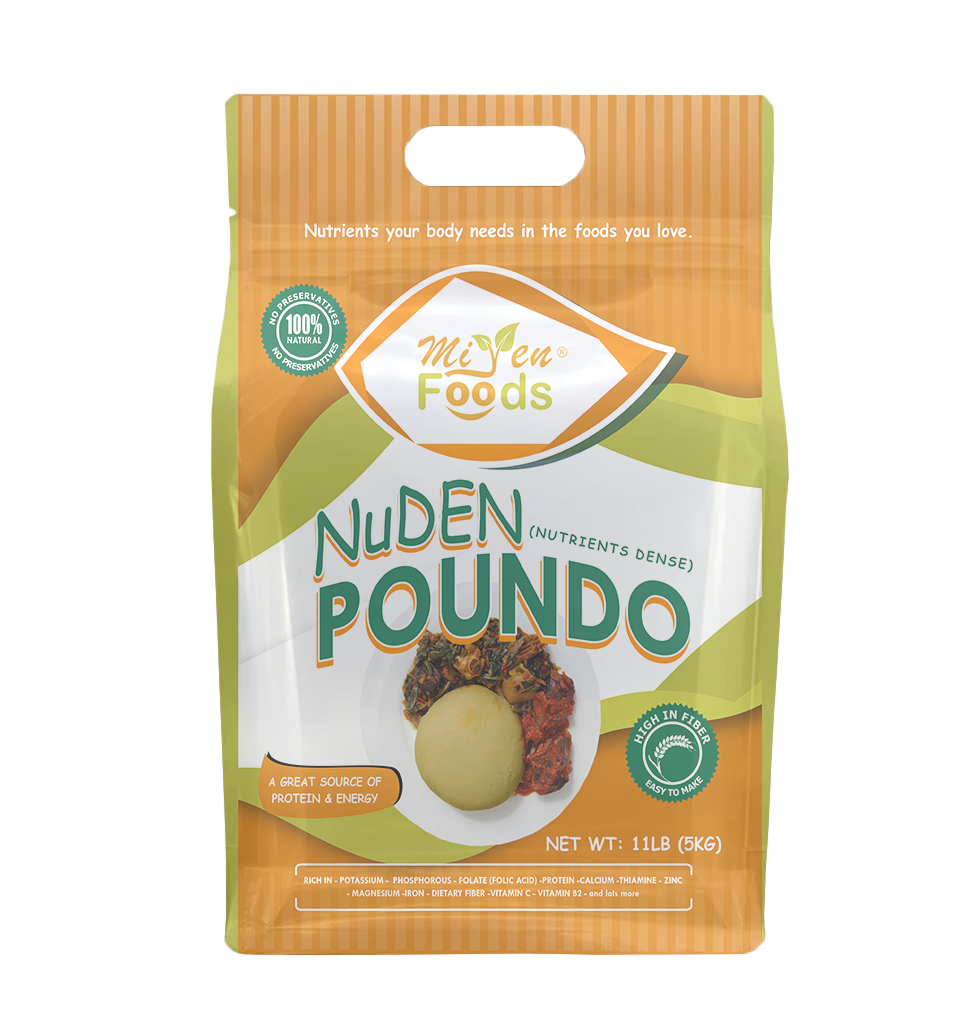 Nutrients your body needs in the foods you love.
NO PRESERVATIVES
100%
NATURAL
NO PRESERVATIVES
MiYen®
Foods
NuDEN
(NUTRIENTS DENSE)
POUNDO
HIGH IN FIBER
EASY TO MAKE
A GREAT SOURCE OF
PROTEIN & ENERGY
NET WT: 11LB (5KG)
RICH IN - POTASSIUM - PHOSPHOROUS - FOLATE (FOLIC ACID) -PROTEIN -CALCIUM -THIAMINE - ZINC
- MAGNESIUM -IRON - DIETARY FIBER -VITAMIN C - VITAMIN B2 - and lots more